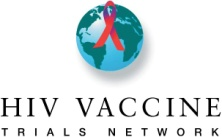 HIV VACCINE
TRIALS NETWORK